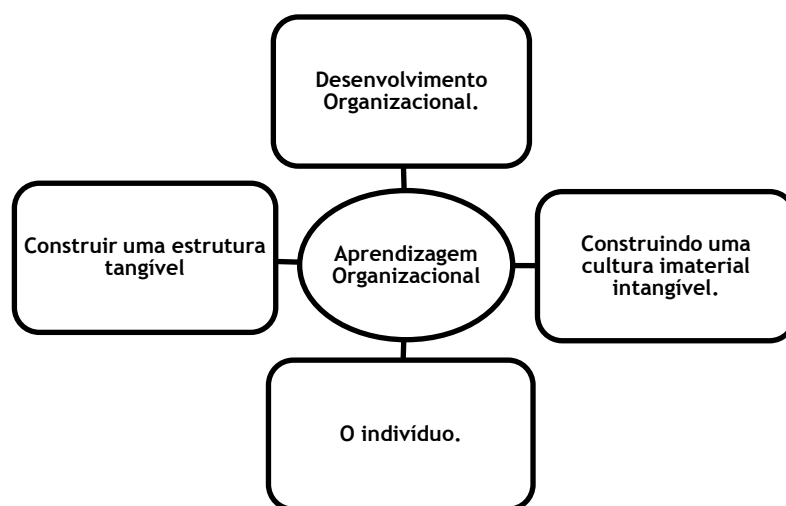 Desenvolvimento
Organizacional.
Construir uma estrutura
tangível
Aprendizagem
Organizacional
Construindo uma
cultura imaterial
intangível.
O indivíduo.